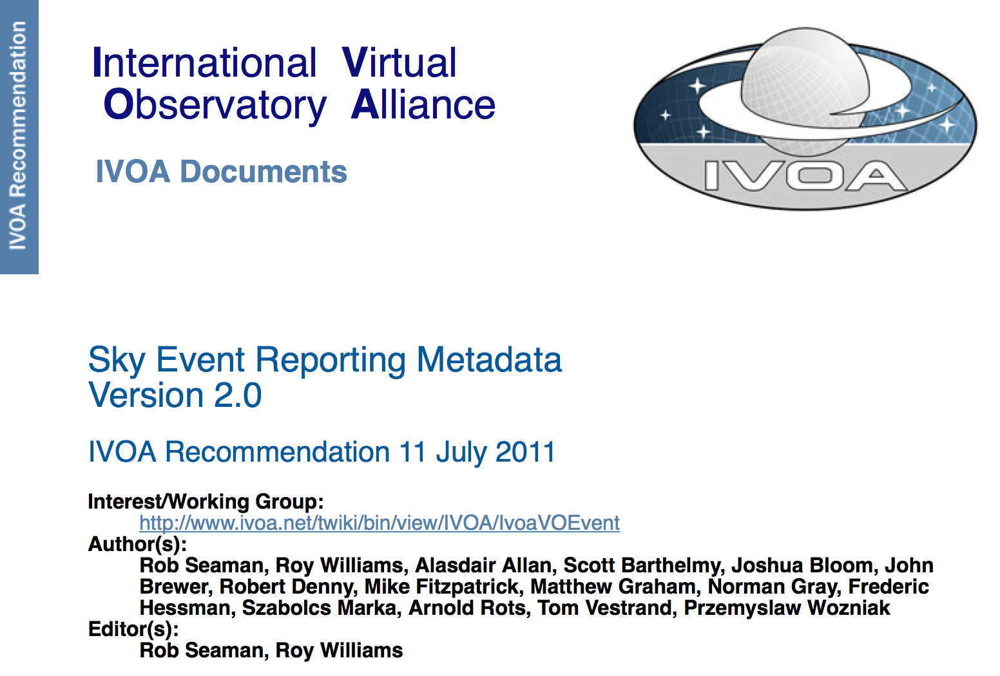 IVOA Recommendation
International Virtual
Observatory Alliance
IVOA Documents
IVOA
Sky Event Reporting Metadata
Version 2.0
IVOA Recommendation 11 July 2011
Interest/Working Group:
http://www.ivoa.net/twiki/bin/view/IVOA/IvoaVOEvent
Author(s):
Rob Seaman, Roy Williams, Alasdair Allan, Scott Barthelmy, Joshua Bloom, John
Brewer, Robert Denny, Mike Fitzpatrick, Matthew Graham, Norman Gray, Frederic
Hessman, Szabolcs Marka, Arnold Rots, Tom Vestrand, Przemyslaw Wozniak
Editor(s):
Rob Seaman, Roy Williams